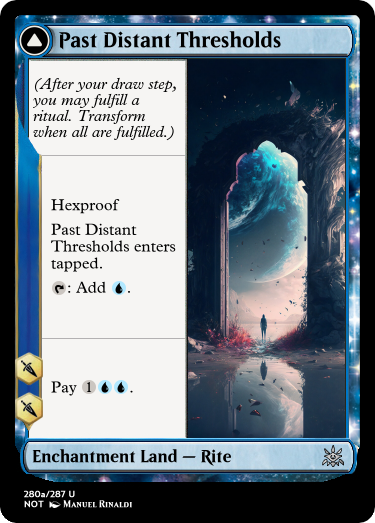 Past Distant Thresholds
(After your draw step,
you may fulfill a
ritual. Transform
when all are fulfilled.)
Hexproof
Past Distant
Thresholds enters
tapped.
: Add .
Pay 1 .
Enchantment Land — Rite
280a/287 U
NOT Manuel Rinaldi